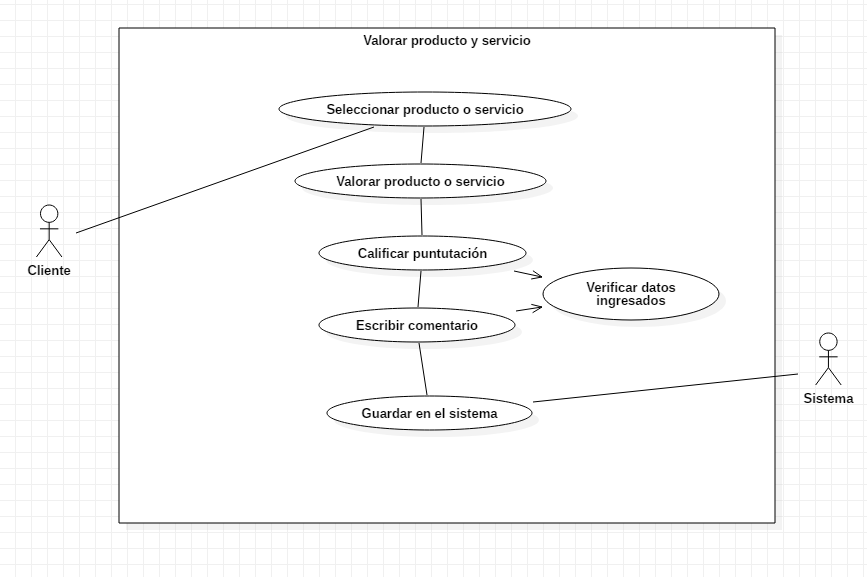 Valorar producto y servicio
Seleccionar producto o servicio
Valorar producto o servicio
Cliente
Calificar puntutación
Verificar datos
ingresados
Escribir comentario
Sistema
Guardar en el sistema